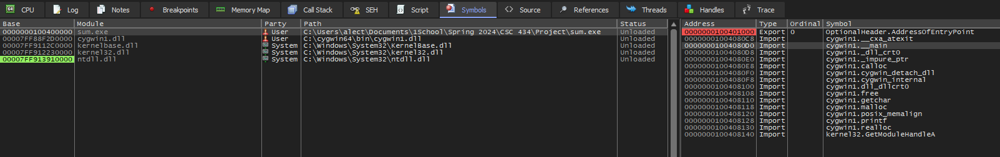 CPU Log Notes Breakpoints Memory Map Call Stack SEH Script Symbols Source References Threads Handles Trace
Base Module Party Path Status
0000000100400000 sum.exe User C:\Users\alect\Documents\1School\Spring 2024\CSC 434\Project\sum.exe Unloaded
00007FF88F2D0000 cygwin1.dll User C:\cygwin64\bin\cygwin1.dll Unloaded
00007FF9112C0000 kernelbase.dll System C:\Windows\System32\KernelBase.dll Unloaded
00007FF912230000 kernel32.dll System C:\Windows\System32\kernel32.dll Unloaded
00007FF913910000 ntdll.dll System C:\Windows\System32\ntdll.dll Unloaded
Address Type Ordinal Symbol
0000000100401000 Export 0 OptionalHeader.AddressOfEntryPoint
00000001004080C8 Import cygwin1.__cxa_atexit
00000001004080D0 Import cygwin1.__main
00000001004080D8 Import cygwin1._dll_crt0
00000001004080E0 Import cygwin1._impure_ptr
00000001004080E8 Import cygwin1.calloc
00000001004080F0 Import cygwin1.cygwin_detach_dll
00000001004080F8 Import cygwin1.cygwin_internal
0000000100408100 Import cygwin1.dll_dllcrt0
0000000100408108 Import cygwin1.free
0000000100408110 Import cygwin1.getchar
0000000100408118 Import cygwin1.malloc
0000000100408120 Import cygwin1.posix_memalign
0000000100408128 Import cygwin1.printf
0000000100408130 Import cygwin1.realloc
0000000100408140 Import kernel32.GetModuleHandleA